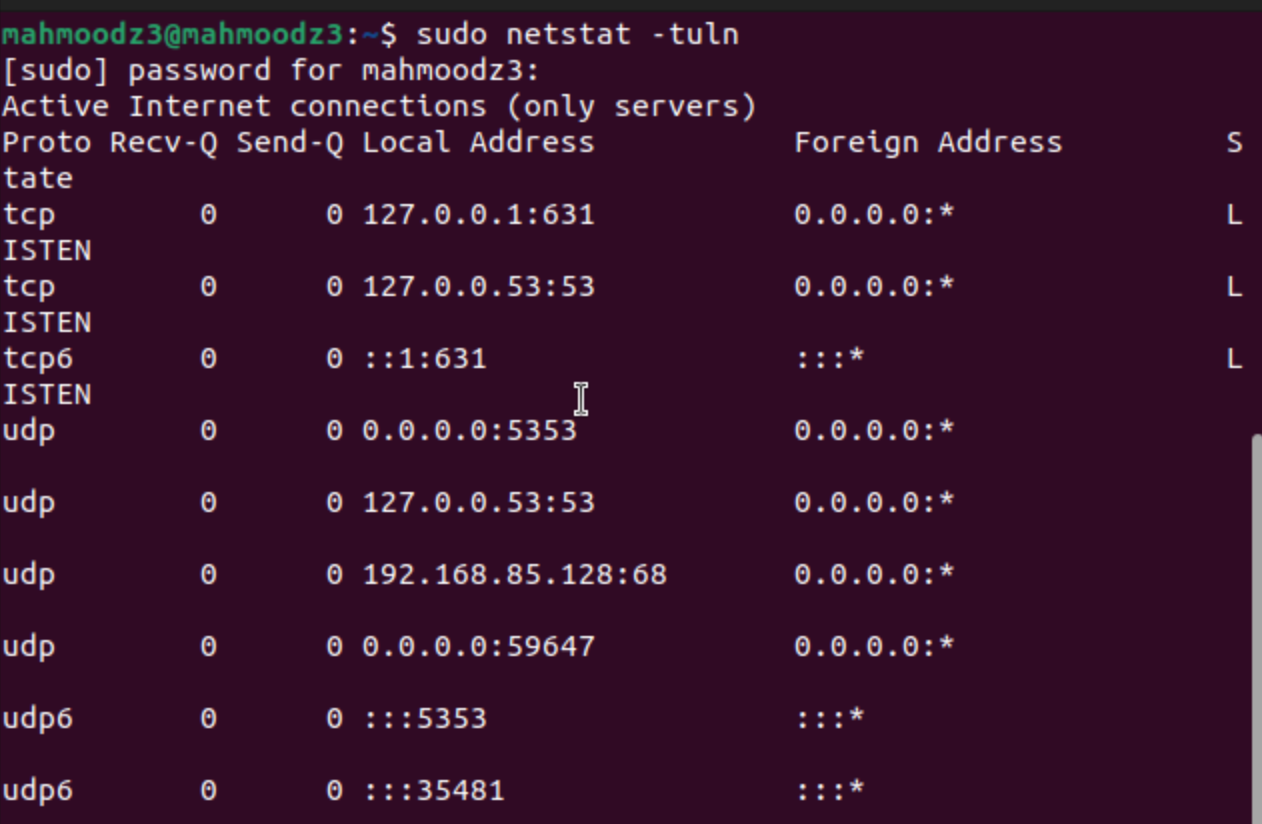 mahmoodz3@mahmoodz3:~$ sudo netstat -tuln
[sudo] password for mahmoodz3:
Active Internet connections (only servers)
Proto Recv-Q Send-Q Local Address           Foreign Address         S
tate
tcp        0      0 127.0.0.1:631           0.0.0.0:*               L
ISTEN
tcp        0      0 127.0.0.53:53           0.0.0.0:*               L
ISTEN
tcp6       0      0 ::1:631                 :::*                    L
ISTEN
udp        0      0 0.0.0.0:5353            0.0.0.0:*
udp        0      0 127.0.0.53:53           0.0.0.0:*
udp        0      0 192.168.85.128:68       0.0.0.0:*
udp        0      0 0.0.0.0:59647           0.0.0.0:*
udp6       0      0 :::5353                 :::*
udp6       0      0 :::35481                :::*